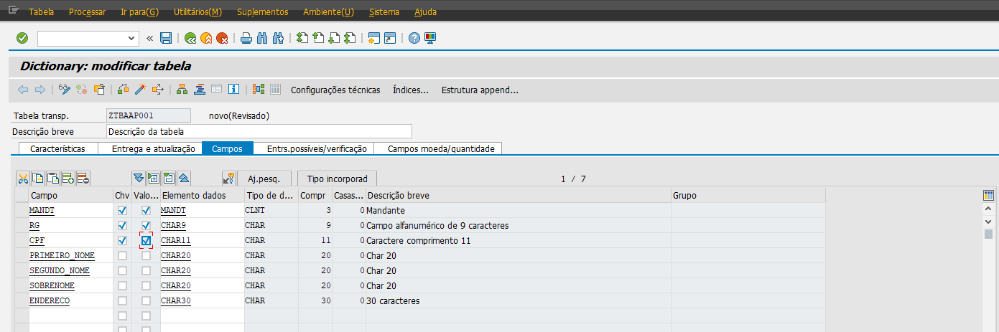 Tabela Processar Ir para(G) Utilitários(M) Suplementos Ambiente(U) Sistema Ajuda
Dictionary: modificar tabela
Configurações técnicas Índices... Estrutura append...
Tabela transp. ZTBAAP001 novo(Revisado)
Descrição breve Descrição da tabela
Características Entrega e atualização Campos Entrs.possíveis/verificação Campos moeda/quantidade
Aj.pesq. Tipo incorporad 1 / 7
Campo Chv Valo... Elemento dados Tipo de d... Compr Casas... Descrição breve Grupo
MANDT MANDT CLNT 3 0 Mandante
RG CHAR9 CHAR 9 0 Campo alfanumérico de 9 caracteres
CPF CHAR11 CHAR 11 0 Caractere comprimento 11
PRIMEIRO_NOME CHAR20 CHAR 20 0 Char 20
SEGUNDO_NOME CHAR20 CHAR 20 0 Char 20
SOBRENOME CHAR20 CHAR 20 0 Char 20
ENDERECO CHAR30 CHAR 30 0 30 caracteres